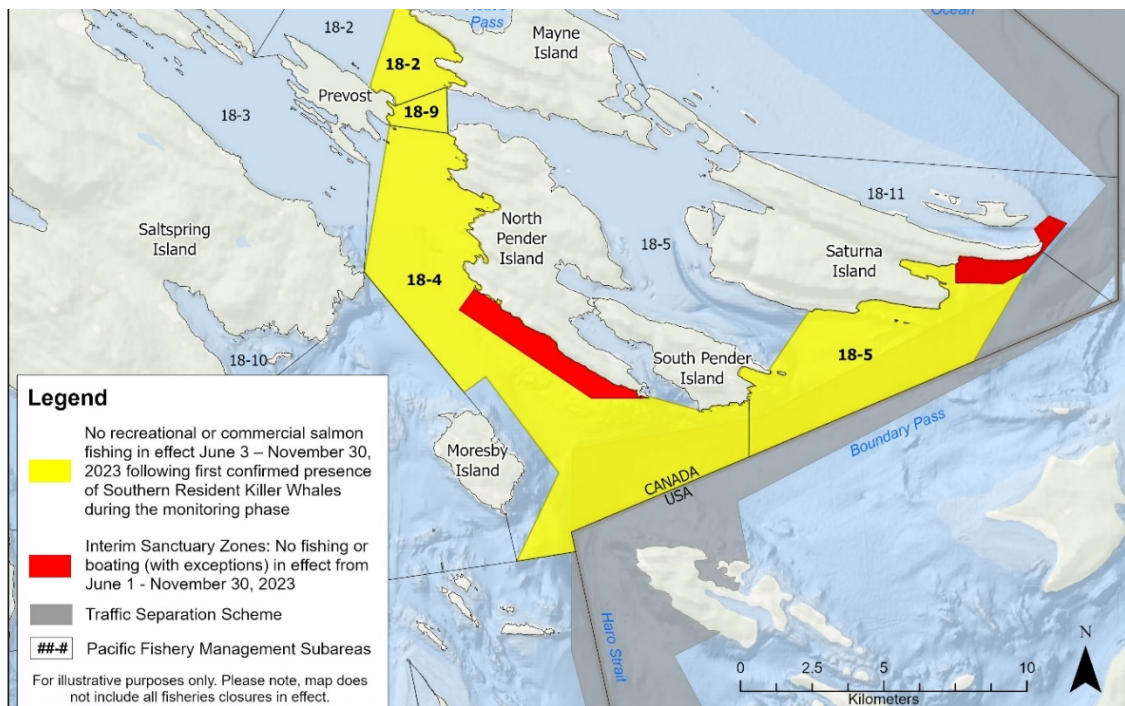 Active
Pass
Ocean
18-2
18-2
Mayne
Island
Prevost
18-9
18-3
18-11
North
Pender
Island
18-5
Saltspring
Island
Saturna
Island
18-4
18-10
South Pender
Island
18-5
Moresby
Island
Boundary Pass
CANADA
USA
Haro Strait
Legend
No recreational or commercial salmon
fishing in effect June 3 – November 30,
2023 following first confirmed presence
of Southern Resident Killer Whales
during the monitoring phase
Interim Sanctuary Zones: No fishing or
boating (with exceptions) in effect from
June 1 - November 30, 2023
Traffic Separation Scheme
##-# Pacific Fishery Management Subareas
For illustrative purposes only. Please note, map does
not include all fisheries closures in effect.
N
0 2.5 5 10
Kilometers